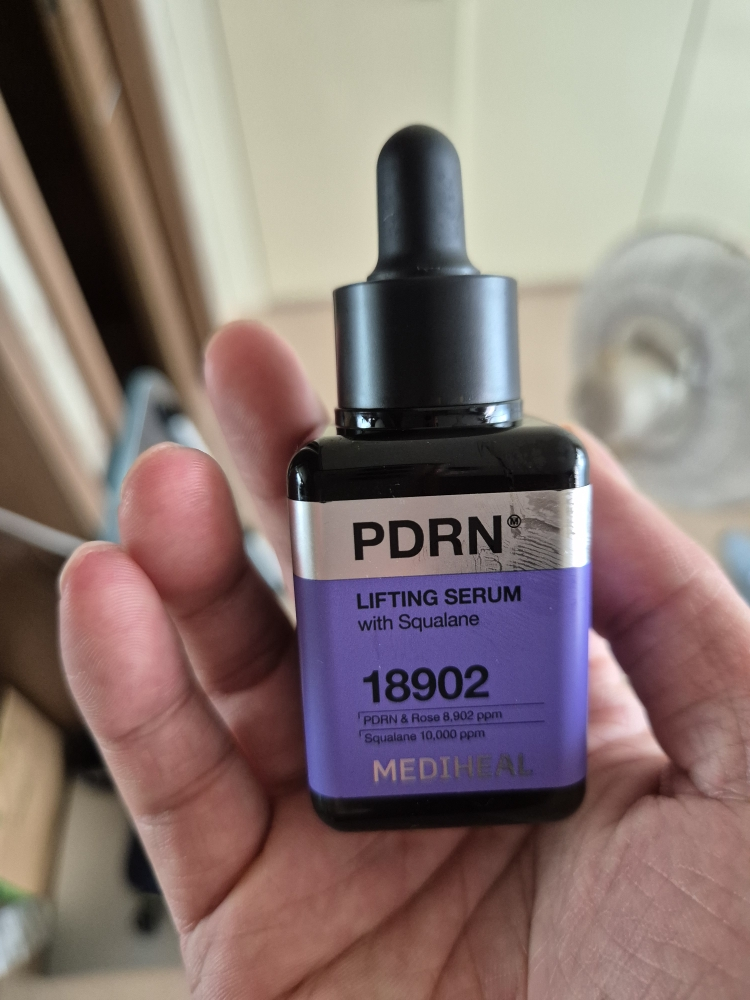 PDRN Ⓜ
LIFTING SERUM
with Squalane
18902
PDRN & Rose 8,902 ppm
Squalane 10,000 ppm
MEDIHEAL